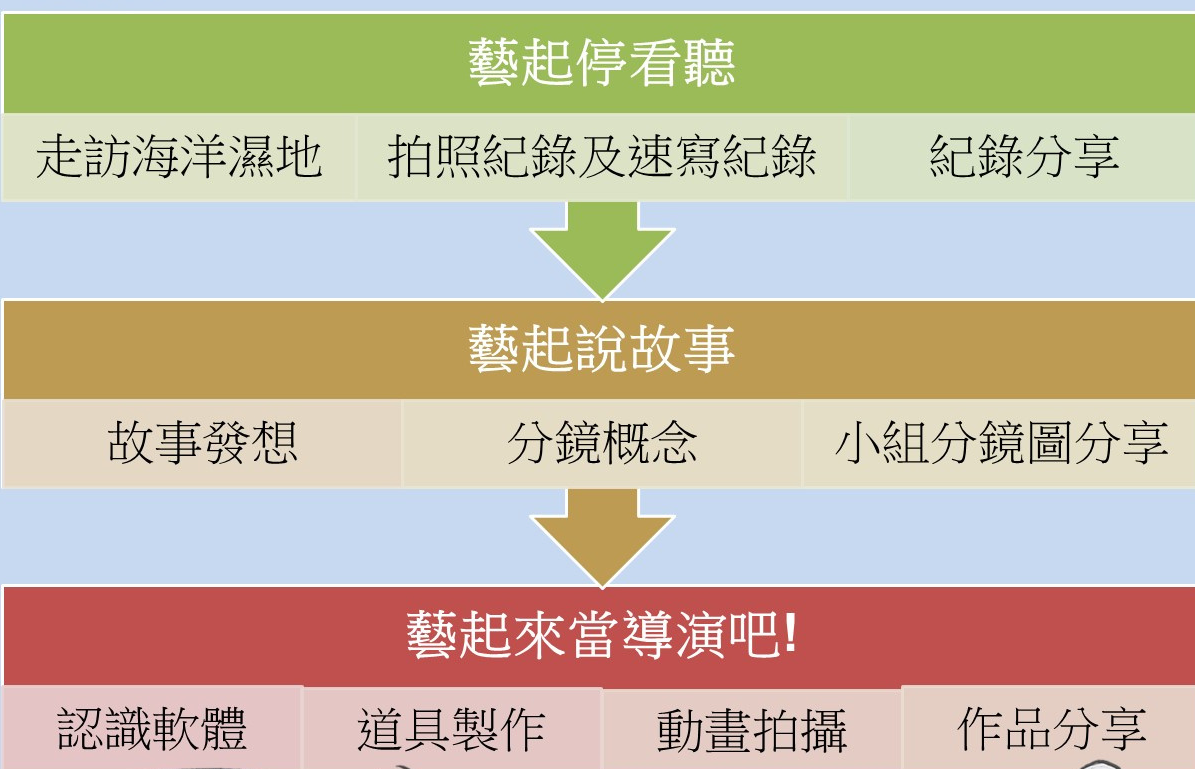 藝起停看聽
走訪海洋濕地 拍照紀錄及速寫紀錄 紀錄分享
藝起說故事
故事發想 分鏡概念 小組分鏡圖分享
藝起來當導演吧!
認識軟體 道具製作 動畫拍攝 作品分享